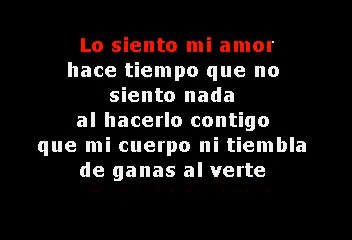 Lo siento mi amor
hace tiempo que no
siento nada
al hacerlo contigo
que mi cuerpo ni tiembla
de ganas al verte